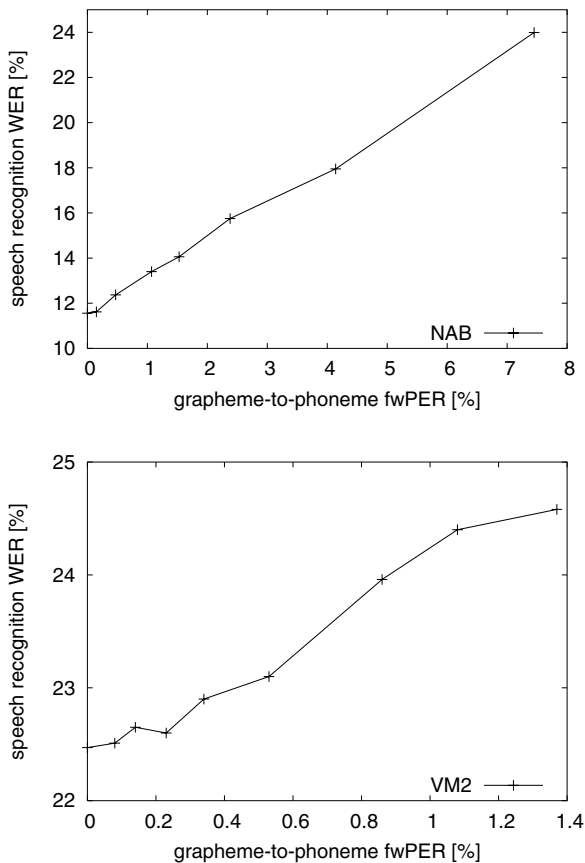 24
22
20
18
16
14
12
10
speech recognition WER [%]
NAB
0 1 2 3 4 5 6 7 8
grapheme-to-phoneme fwPER [%]
25
24
23
22
speech recognition WER [%]
VM2
0 0.2 0.4 0.6 0.8 1 1.2 1.4
grapheme-to-phoneme fwPER [%]